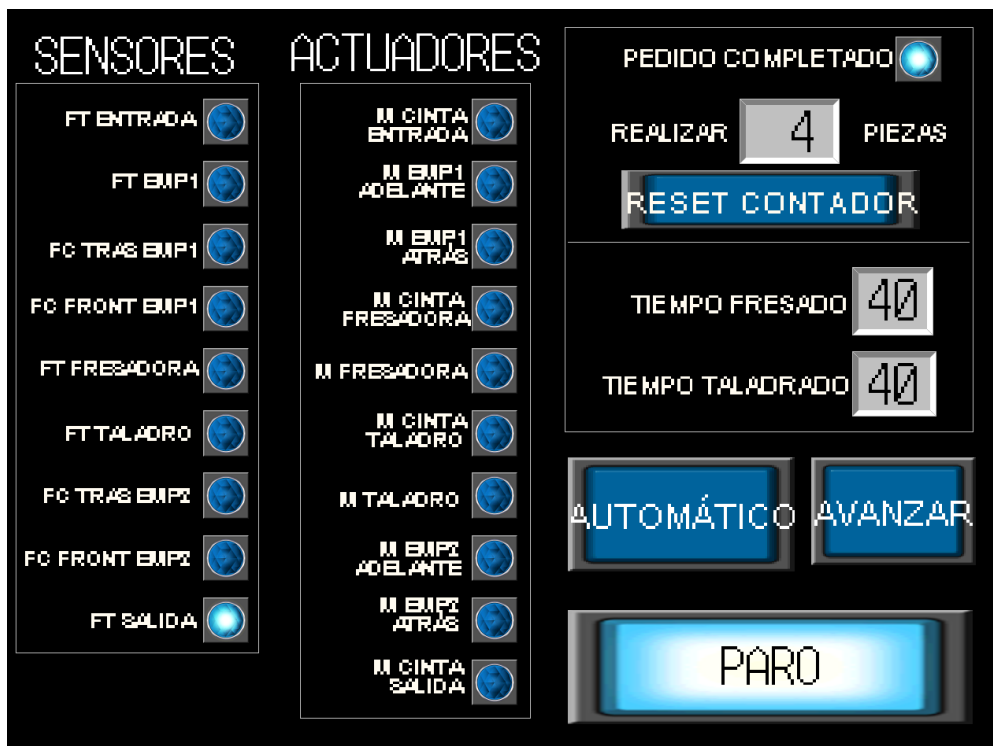 SENSORES
FT ENTRADA
FT EMP1
FC TRAS EMP1
FC FRONT EMP1
FT FRESADORA
FT TALADRO
FC TRAS EMP2
FC FRONT EMP2
FT SALIDA
ACTUADORES
M CINTA
ENTRADA
M EMP1
ADELANTE
M EMP1
ATRÁS
M CINTA
FRESADORA
M FRESADORA
M CINTA
TALADRO
M TALADRO
M EMP2
ADELANTE
M EMP2
ATRÁS
M CINTA
SALIDA
PEDIDO COMPLETADO
REALIZAR 4 PIEZAS
RESET CONTADOR
TIEMPO FRESADO 40
TIEMPO TALADRADO 40
AUTOMÁTICO AVANZAR
PARO